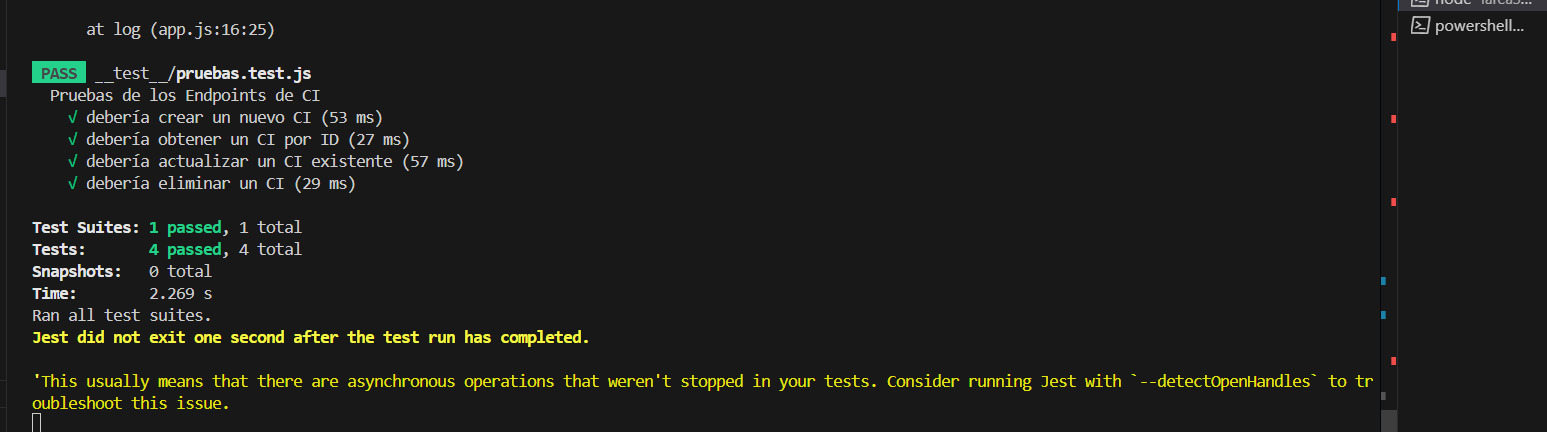 at log (app.js:16:25)
PASS __test__/pruebas.test.js
Pruebas de los Endpoints de CI
√ debería crear un nuevo CI (53 ms)
√ debería obtener un CI por ID (27 ms)
√ debería actualizar un CI existente (57 ms)
√ debería eliminar un CI (29 ms)
Test Suites: 1 passed, 1 total
Tests: 4 passed, 4 total
Snapshots: 0 total
Time: 2.269 s
Ran all test suites.
Jest did not exit one second after the test run has completed.
'This usually means that there are asynchronous operations that weren't stopped in your tests. Consider running Jest with `--detectOpenHandles` to tr
oubleshoot this issue.
node
powershell...